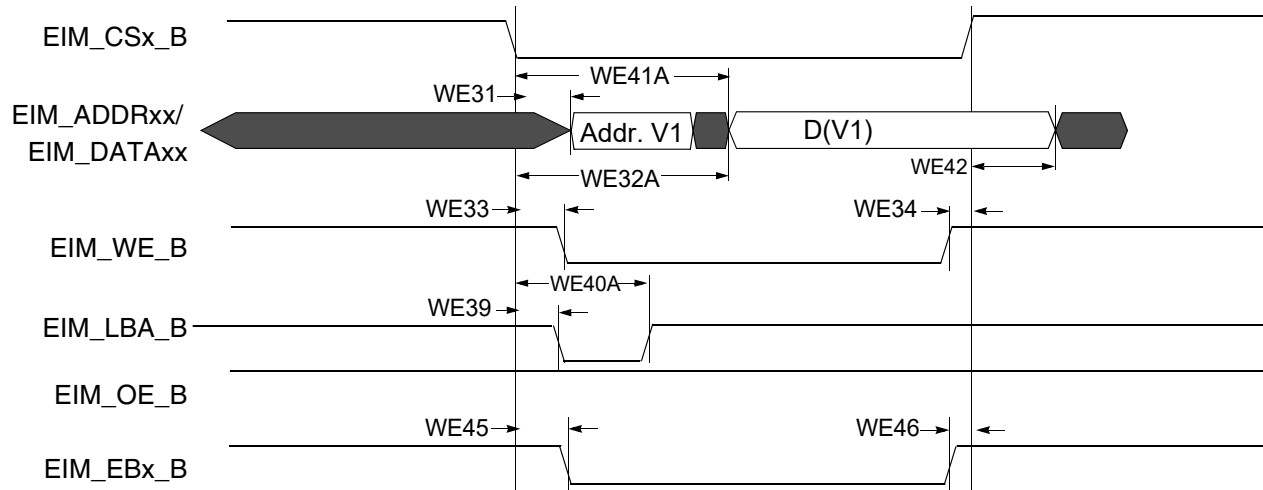 EIM_CSx_B
WE41A
WE31
EIM_ADDRxx/
EIM_DATAxx
Addr. V1
D(V1)
WE42
WE32A
WE33
WE34
EIM_WE_B
WE40A
WE39
EIM_LBA_B
EIM_OE_B
WE45
WE46
EIM_EBx_B